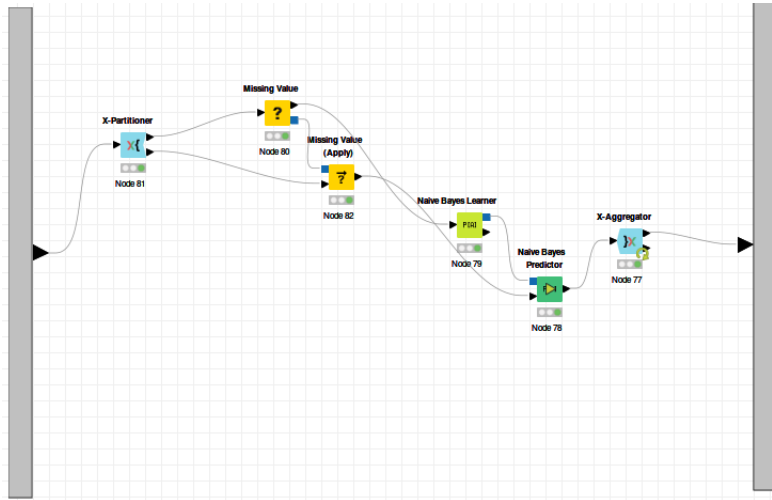 Missing Value
?
Node 80
X-Partitioner
X{
Node 81
Missing Value
(Apply)
?
Node 82
Naive Bayes Learner
Node 79
Naive Bayes
Predictor
Node 78
X-Aggregator
}X
Node 77